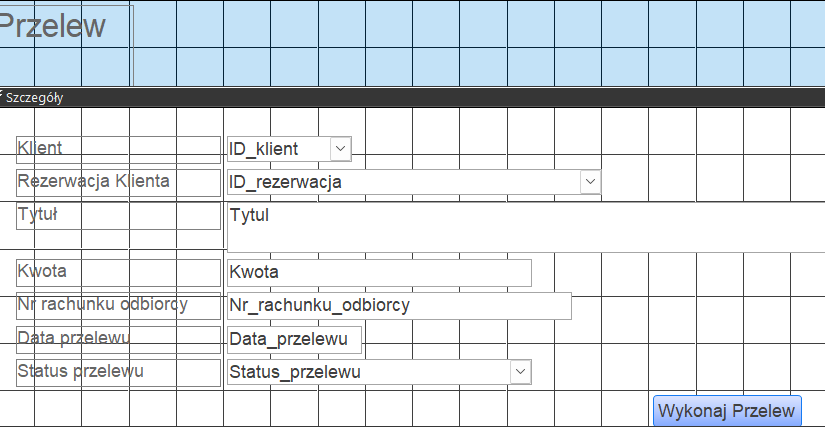 Przelew
Szczegóły
Klient ID_klient
Rezerwacja Klienta ID_rezerwacja
Tytuł Tytul
Kwota Kwota
Nr rachunku odbiorcy Nr_rachunku_odbiorcy
Data przelewu Data_przelewu
Status przelewu Status_przelewu
Wykonaj Przelew